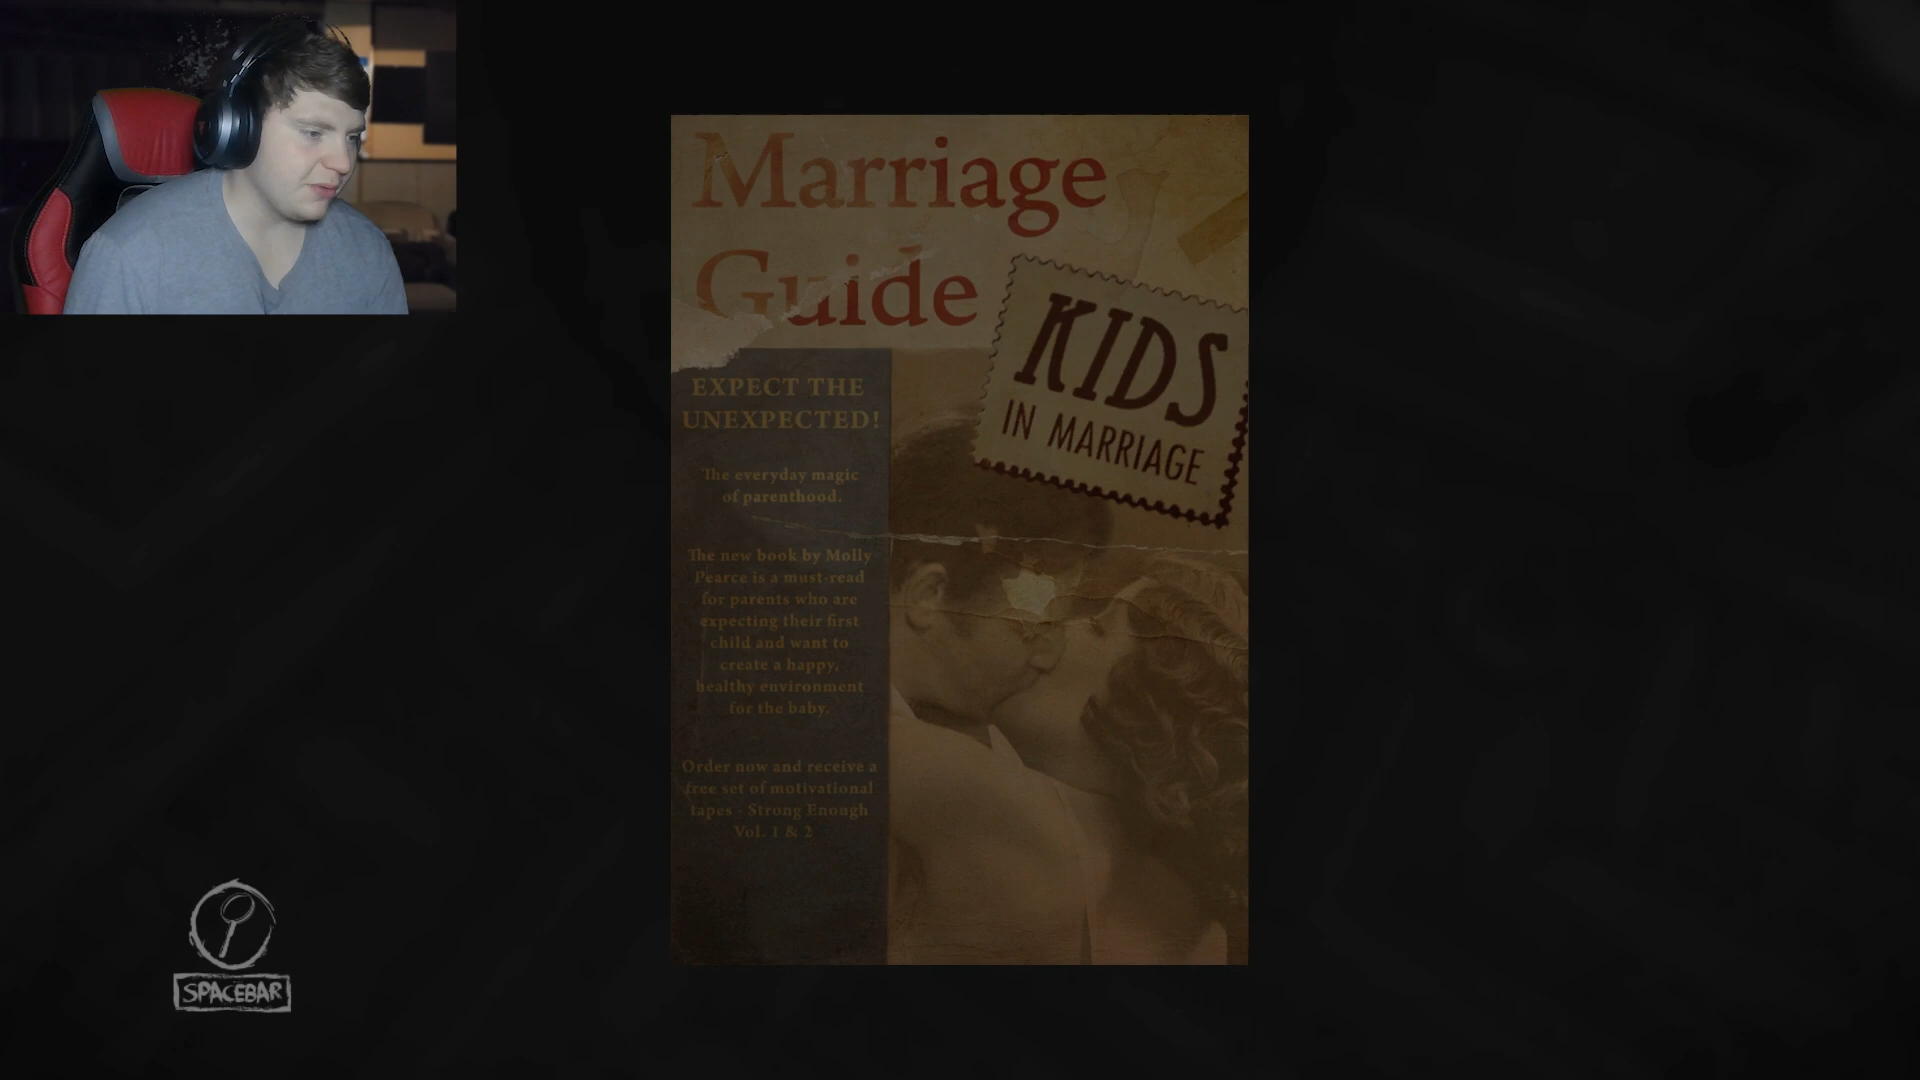 Marriage
Guide
KIDS
IN MARRIAGE
EXPECT THE
UNEXPECTED!
The everyday magic
of parenthood.
The new book by Molly
Pearce is a must-read
for parents who are
expecting their first
child and want to
create a happy,
healthy environment
for the baby.
Order now and receive a
free set of motivational
tapes - Strong Enough
Vol. 1 & 2
SPACEBAR